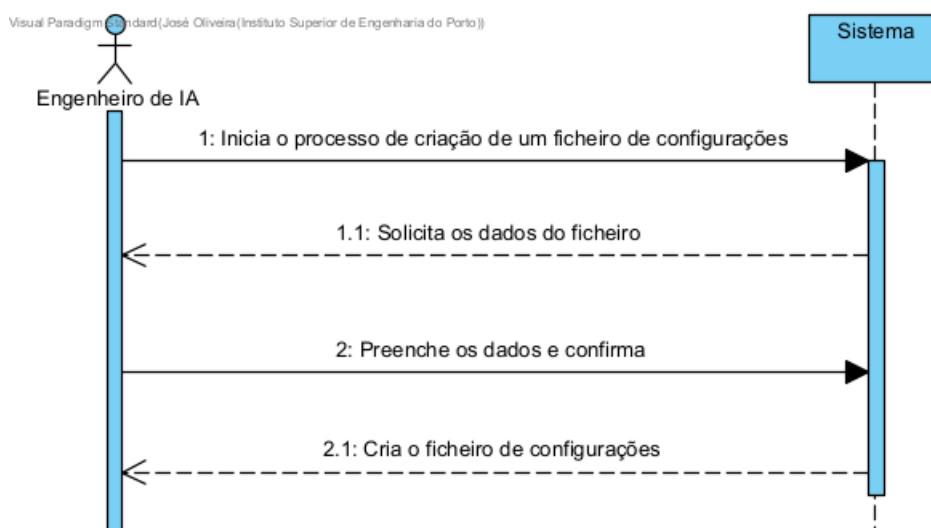 Visual Paradigm Standard(José Oliveira(Instituto Superior de Engenharia do Porto))
Sistema
Engenheiro de IA
1: Inicia o processo de criação de um ficheiro de configurações
1.1: Solicita os dados do ficheiro
2: Preenche os dados e confirma
2.1: Cria o ficheiro de configurações